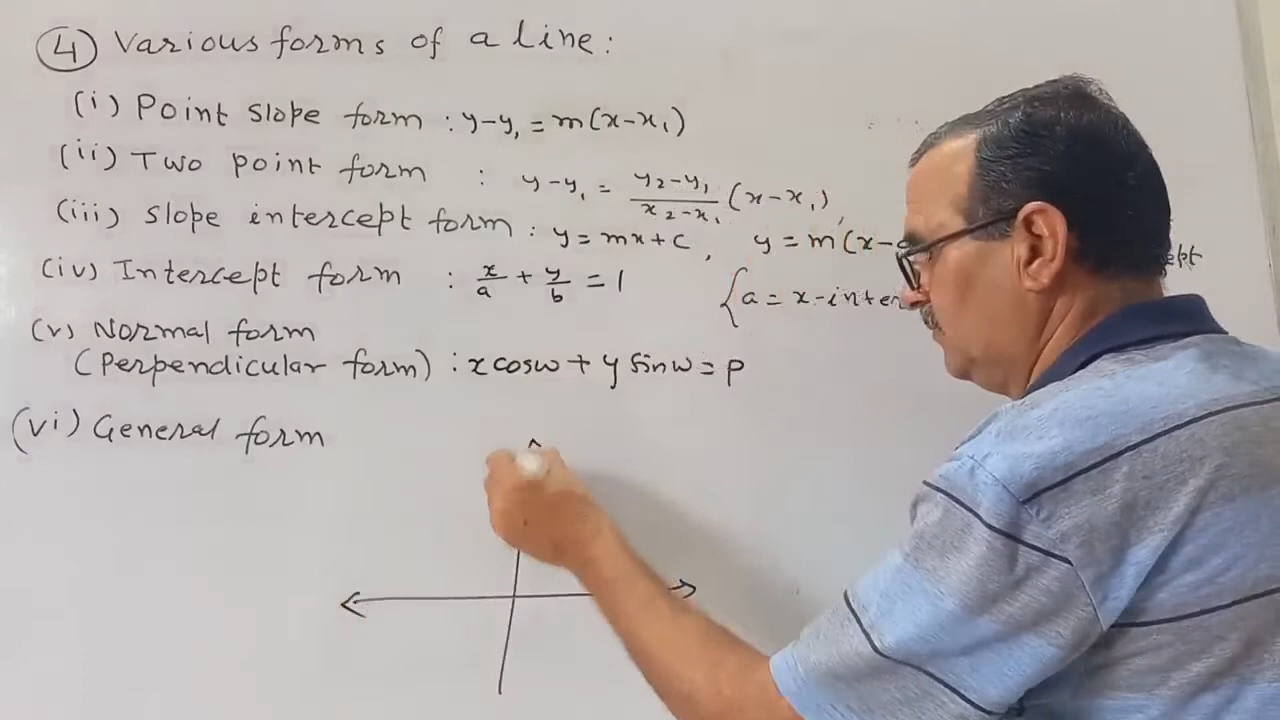 (4) Various forms of a line:
(i) Point slope form : y-y₁ = m(x-x₁)
(ii) Two point form : y-y₁ = (y₂-y₁)/(x₂-x₁) (x-x₁),
(iii) Slope intercept form : y = mx+c, y = m(x-
(iv) Intercept form : x/a + y/b = 1 {a = x-inter
(v) Normal form
(Perpendicular form) : x cosw + y sinw = p
(vi) General form